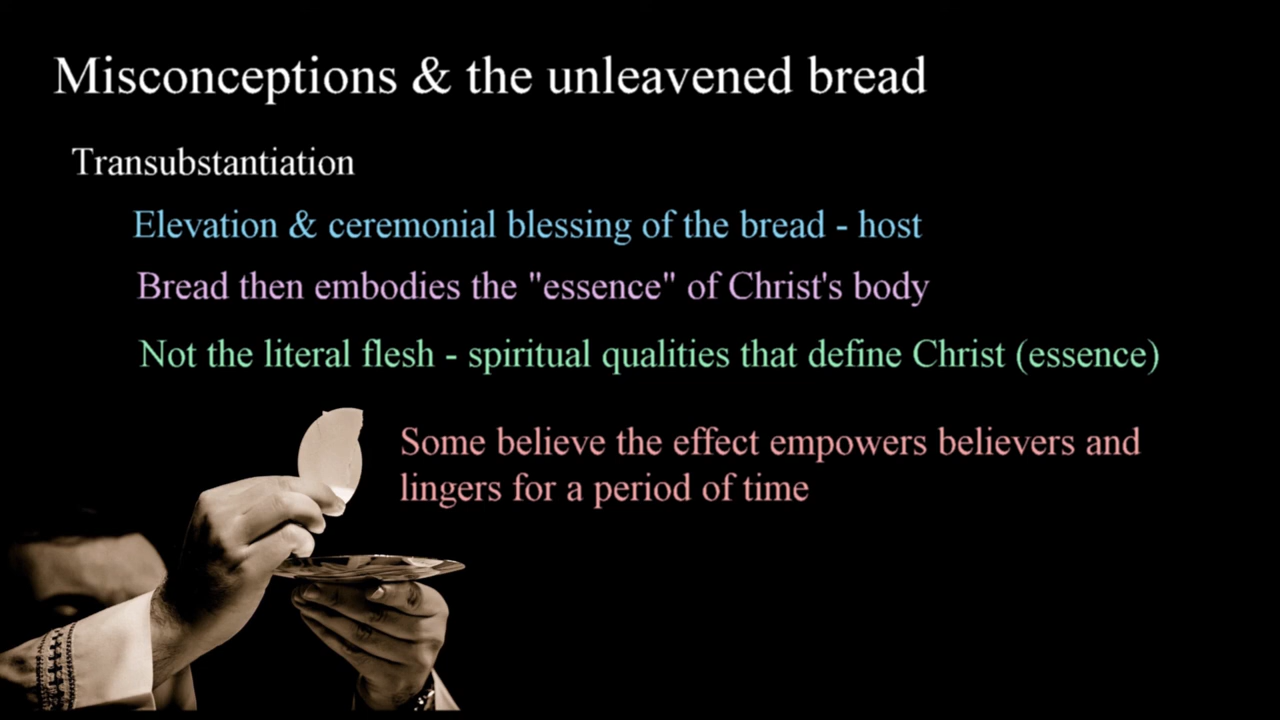 Misconceptions & the unleavened bread
Transubstantiation
Elevation & ceremonial blessing of the bread - host
Bread then embodies the "essence" of Christ's body
Not the literal flesh - spiritual qualities that define Christ (essence)
Some believe the effect empowers believers and
lingers for a period of time